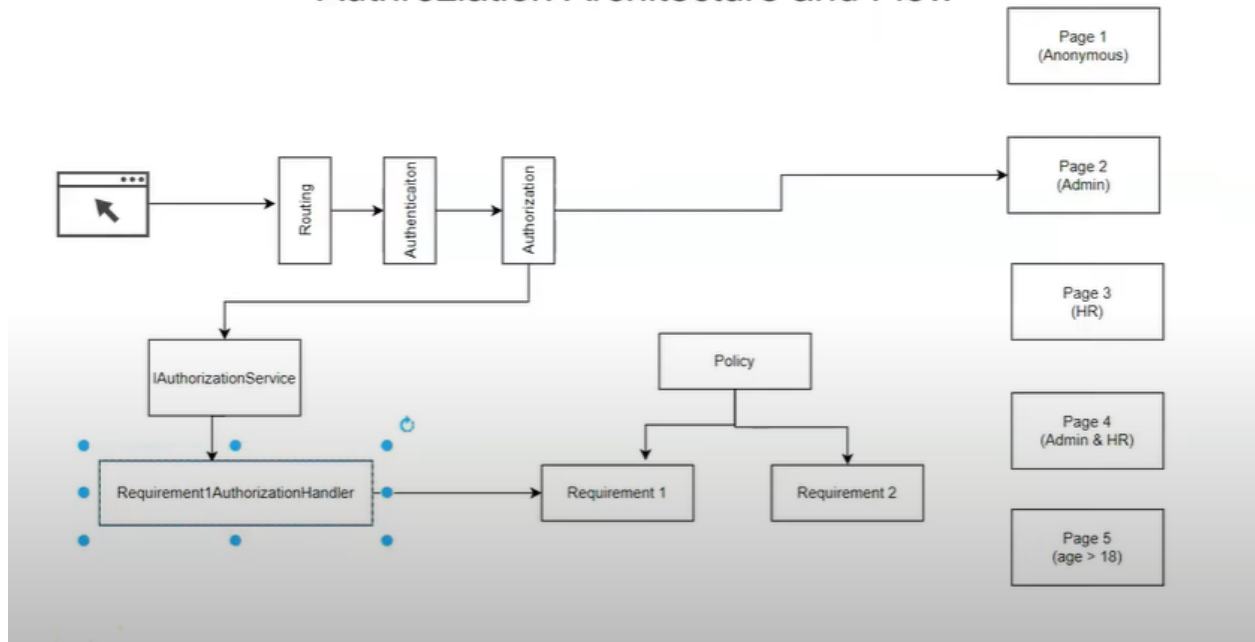 Page 1
(Anonymous)
Page 2
(Admin)
Routing
Authenticaiton
Authorization
Page 3
(HR)
IAuthorizationService
Policy
Page 4
(Admin & HR)
Requirement1AuthorizationHandler
Requirement 1
Requirement 2
Page 5
(age > 18)